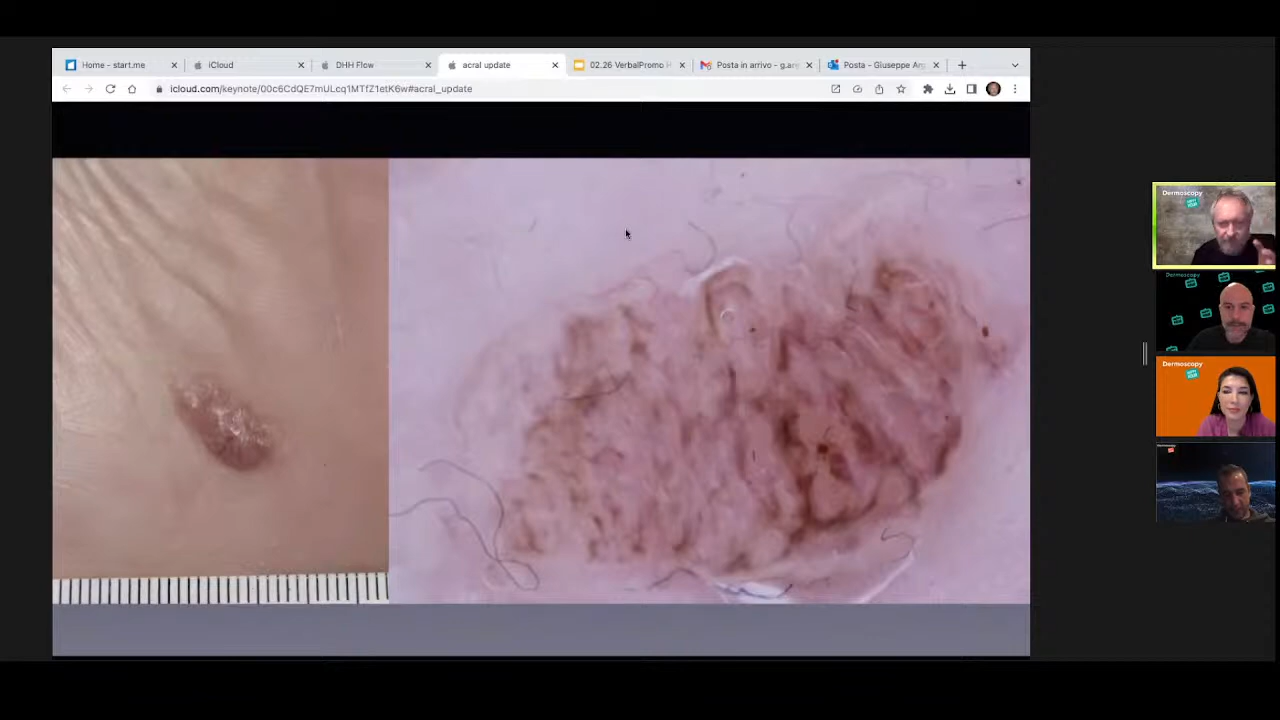 Home - start.me
iCloud
DHH Flow
acral update
02.26 VerbalPromo
Posta in arrivo - g.arg
Posta - Giuseppe Arg
icloud.com/keynote/00c6CdQE7mULcq1MTfZ1etK6w#acral_update
Dermoscopy
Dermoscopy
Dermoscopy